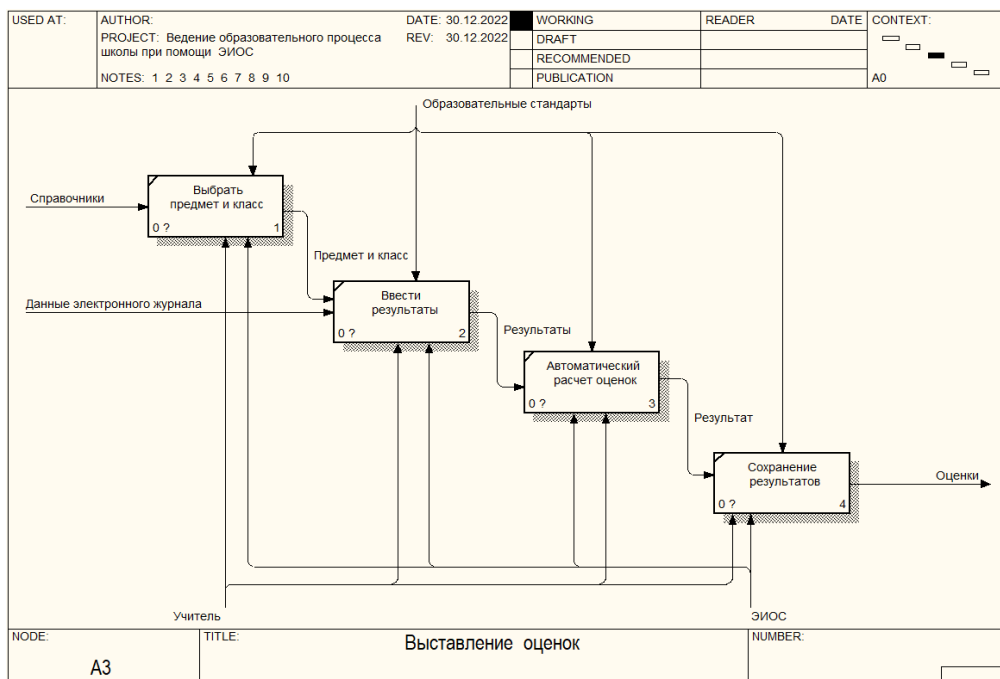 USED AT:
AUTHOR:
DATE: 30.12.2022
WORKING
READER
DATE
CONTEXT:
PROJECT: Ведение образовательного процесса
REV: 30.12.2022
DRAFT
школы при помощи ЭИОС
RECOMMENDED
NOTES: 1 2 3 4 5 6 7 8 9 10
PUBLICATION
A0
Образовательные стандарты
Справочники
Выбрать
предмет и класс
0 ?
1
Предмет и класс
Данные электронного журнала
Ввести
результаты
0 ?
2
Результаты
Автоматический
расчет оценок
0 ?
3
Результат
Сохранение
результатов
0 ?
4
Оценки
Учитель
ЭИОС
NODE:
TITLE:
Выставление оценок
NUMBER:
A3